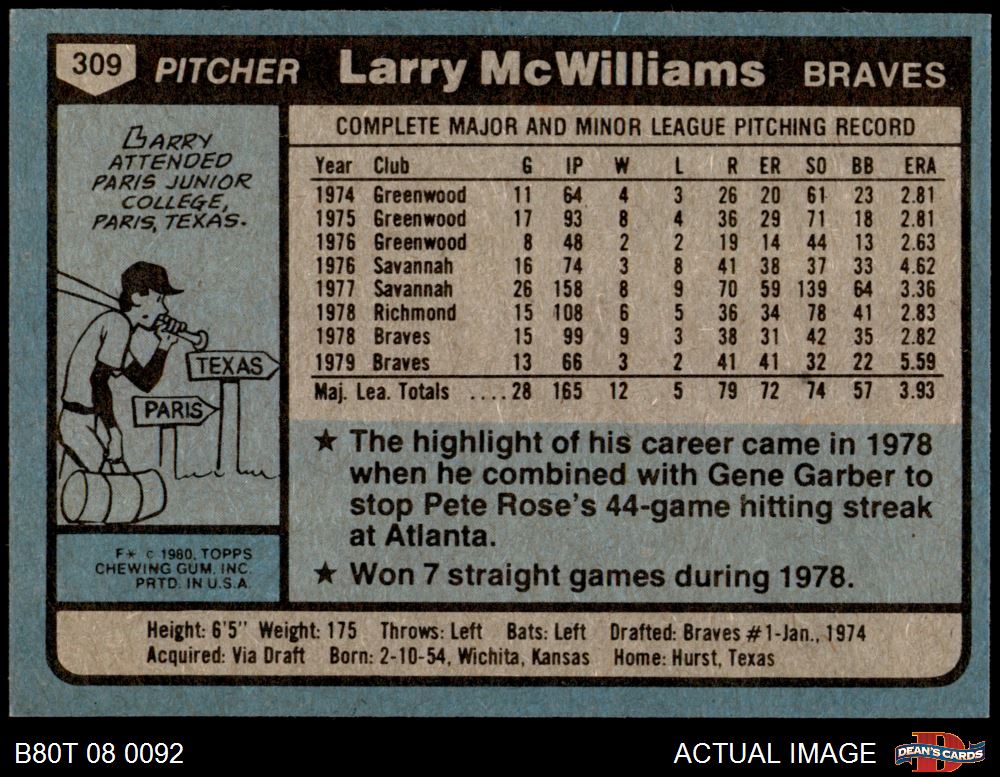 309 PITCHER Larry McWilliams BRAVES
BARRY
ATTENDED
PARIS JUNIOR
COLLEGE,
PARIS, TEXAS.
TEXAS
PARIS
F* © 1980, TOPPS
CHEWING GUM, INC.
PRTD. IN U.S.A.
COMPLETE MAJOR AND MINOR LEAGUE PITCHING RECORD
Year Club G IP W L R ER SO BB ERA
1974 Greenwood 11 64 4 3 26 20 61 23 2.81
1975 Greenwood 17 93 8 4 36 29 71 18 2.81
1976 Greenwood 8 48 2 2 19 14 44 13 2.63
1976 Savannah 16 74 3 8 41 38 37 33 4.62
1977 Savannah 26 158 8 9 70 59 139 64 3.36
1978 Richmond 15 108 6 5 36 34 78 41 2.83
1978 Braves 15 99 9 3 38 31 42 35 2.82
1979 Braves 13 66 3 2 41 41 32 22 5.59
Maj. Lea. Totals ....28 165 12 5 79 72 74 57 3.93
★ The highlight of his career came in 1978
when he combined with Gene Garber to
stop Pete Rose's 44-game hitting streak
at Atlanta.
★ Won 7 straight games during 1978.
Height: 6'5" Weight: 175 Throws: Left Bats: Left Drafted: Braves #1-Jan., 1974
Acquired: Via Draft Born: 2-10-54, Wichita, Kansas Home: Hurst, Texas
B80T 08 0092 ACTUAL IMAGE DEAN'S CARDS